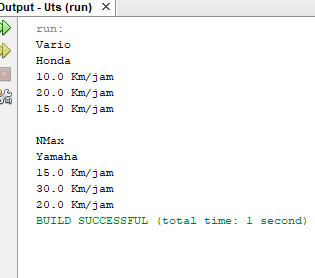 Output - Uts (run)
run:
Vario
Honda
10.0 Km/jam
20.0 Km/jam
15.0 Km/jam
NMax
Yamaha
15.0 Km/jam
30.0 Km/jam
20.0 Km/jam
BUILD SUCCESSFUL (total time: 1 second)